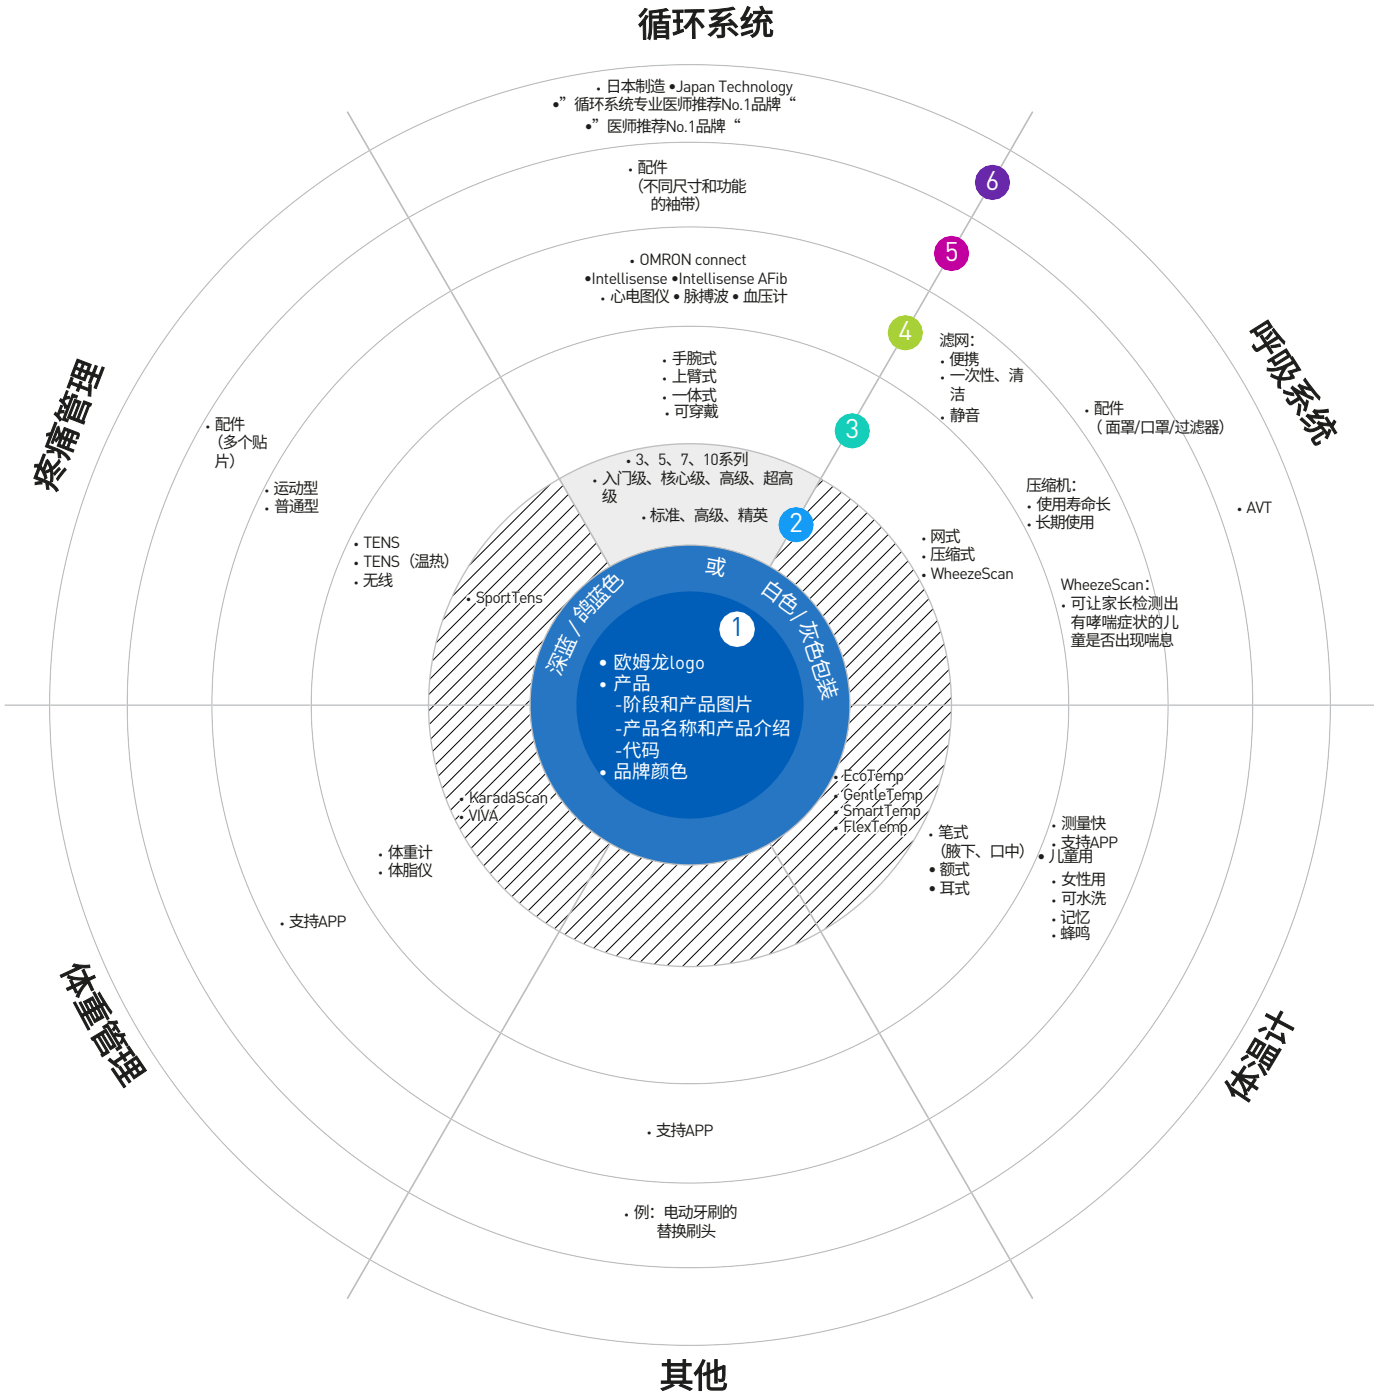 循环系统
• 日本制造 •Japan Technology
•” 循环系统专业医师推荐No.1品牌 “
•” 医师推荐No.1品牌 “
• 配件
（不同尺寸和功能
的袖带）
• OMRON connect
•Intellisense •Intellisense AFib
• 心电图仪 • 脉搏波 • 血压计
• 手腕式
• 上臂式
• 一体式
• 可穿戴
• 3、5、7、10系列
• 入门级、核心级、高级、超高
级
• 标准、高级、精英
6
5
4
3
2
1
呼吸系统
滤网：
• 便携
• 一次性、清
洁
• 静音
• 配件
（ 面罩/口罩/过滤器）
• AVT
压缩机：
• 使用寿命长
• 长期使用
• 网式
• 压缩式
• WheezeScan
WheezeScan：
• 可让家长检测出
有哮喘症状的儿
童是否出现喘息
疼痛管理
• 配件
（多个贴
片）
• 运动型
• 普通型
• TENS
• TENS（温热）
• 无线
• SportTens
深蓝 / 鸽蓝色 或 白色 / 灰色包装
• 欧姆龙logo
• 产品
-阶段和产品图片
-产品名称和产品介绍
-代码
• 品牌颜色
• KaradaScan
• VIVA
• 体重计
• 体脂仪
• 支持APP
体重管理
• EcoTemp
• GentleTemp
• SmartTemp
• FlexTemp
• 笔式
（腋下、口中）
• 额式
• 耳式
• 测量快
• 支持APP
• 儿童用
• 女性用
• 可水洗
• 记忆
• 蜂鸣
体温计
• 支持APP
• 例：电动牙刷的
替换刷头
其他